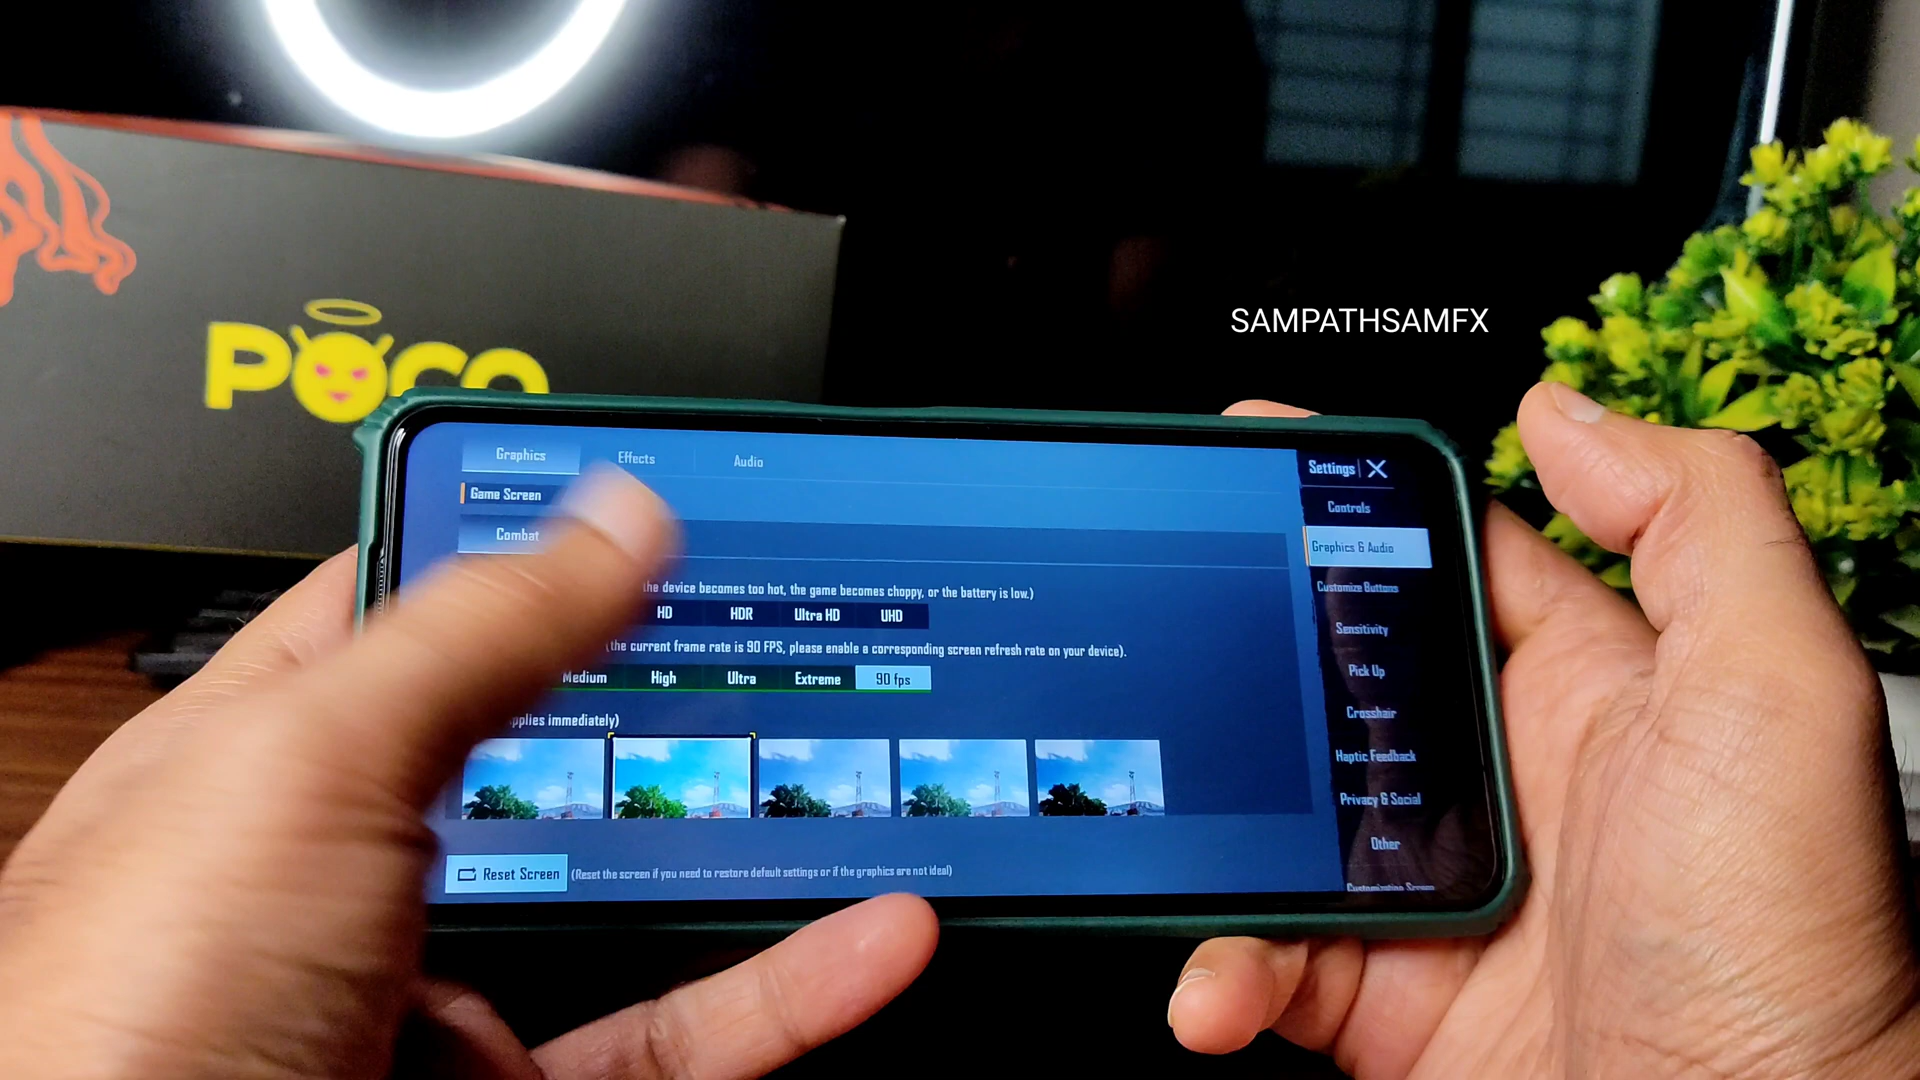 POCO
SAMPATHSAMFX
Graphics
Effects
Audio
Settings
Game Screen
Controls
Combat
Graphics & Audio
the device becomes too hot, the game becomes choppy, or the battery is low.)
Customize Buttons
HD
HDR
Ultra HD
UHD
Sensitivity
(the current frame rate is 90 FPS, please enable a corresponding screen refresh rate on your device).
Medium
High
Ultra
Extreme
90 fps
Pick Up
Crosshair
applies immediately)
Haptic Feedback
Privacy & Social
Other
Reset Screen
(Reset the screen if you need to restore default settings or if the graphics are not ideal)
Customizing Screen